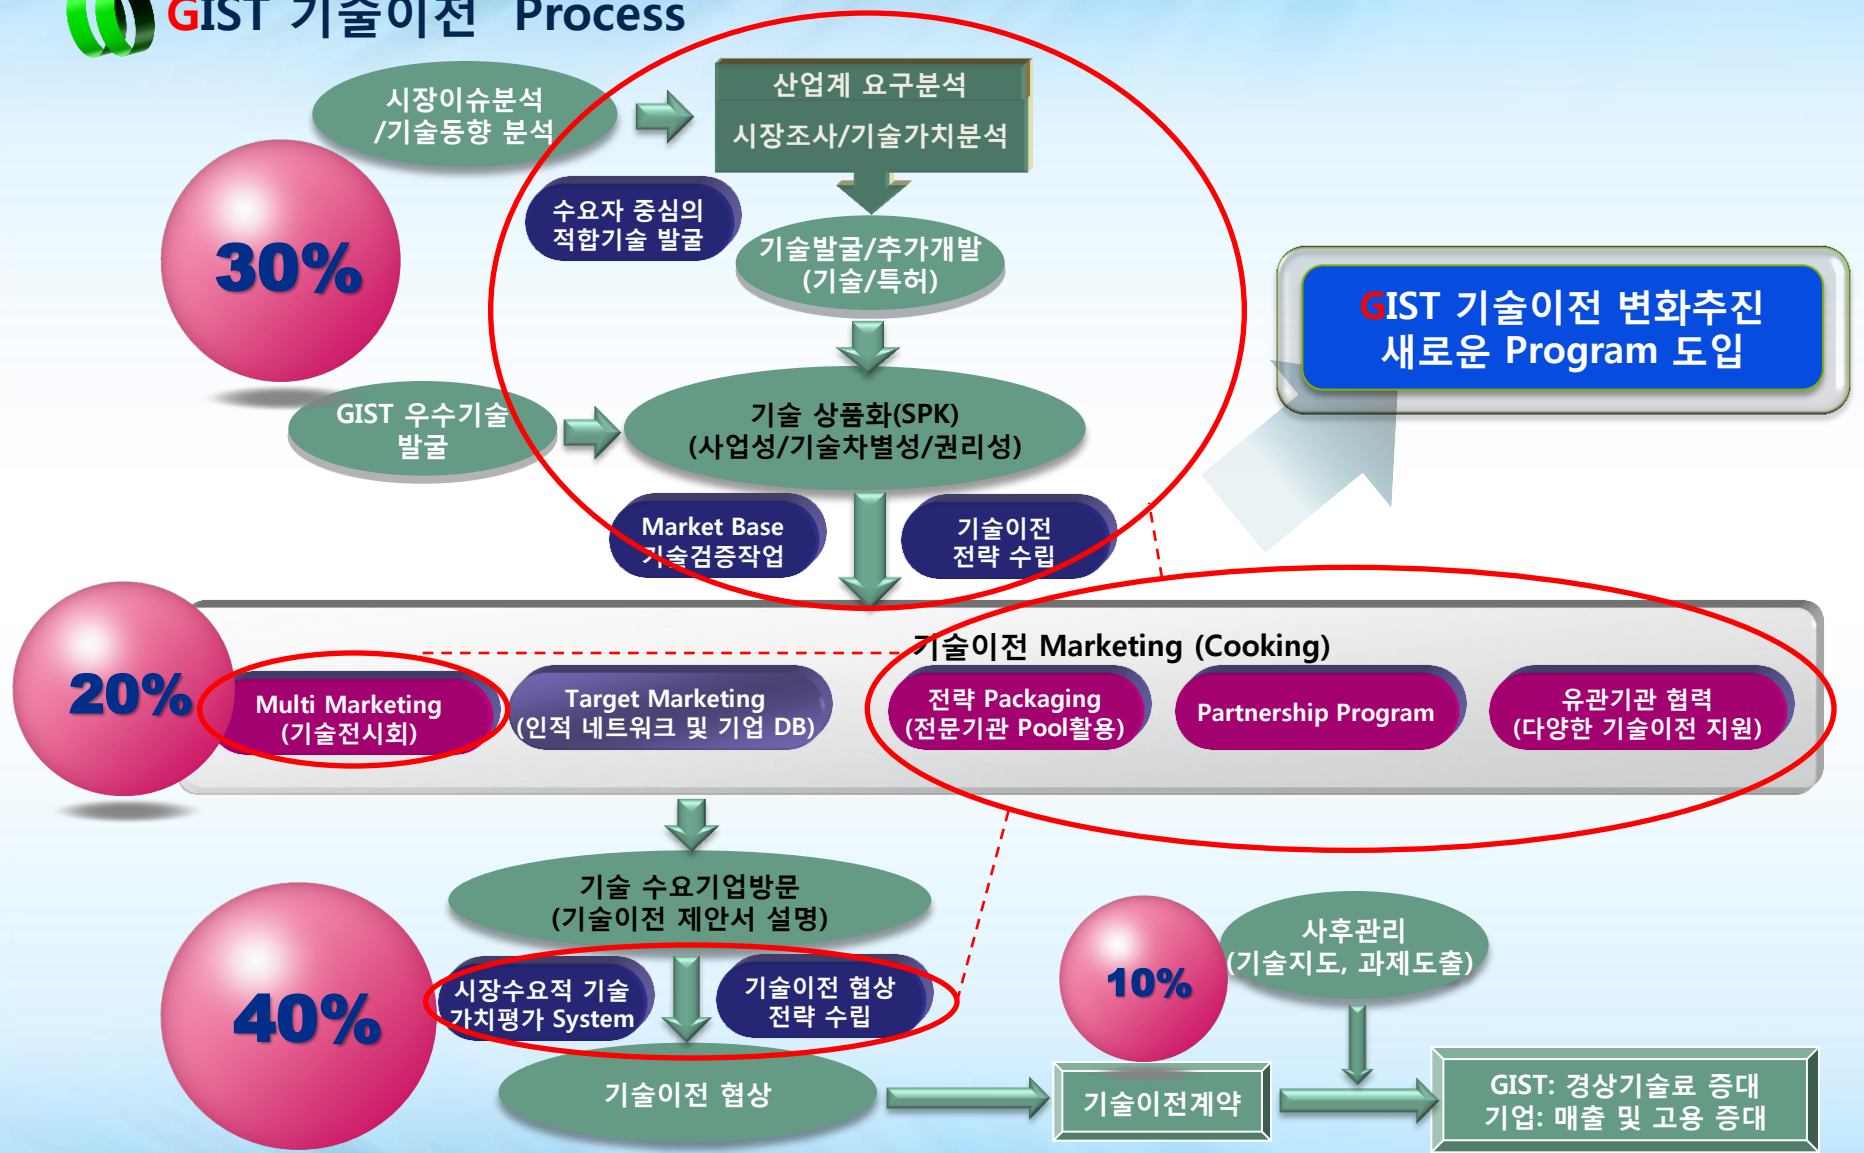 GIST 기술이전 Process
시장이슈분석
/기술동향 분석
산업계 요구분석
시장조사/기술가치분석
30%
수요자 중심의
적합기술 발굴
기술발굴/추가개발
(기술/특허)
GIST 기술이전 변화추진
새로운 Program 도입
GIST 우수기술
발굴
기술 상품화(SPK)
(사업성/기술차별성/권리성)
Market Base
기술검증작업
기술이전
전략 수립
20%
기술이전 Marketing (Cooking)
Multi Marketing
(기술전시회)
Target Marketing
(인적 네트워크 및 기업 DB)
전략 Packaging
(전문기관 Pool활용)
Partnership Program
유관기관 협력
(다양한 기술이전 지원)
기술 수요기업방문
(기술이전 제안서 설명)
40%
시장수요적 기술
가치평가 System
기술이전 협상
전략 수립
기술이전 협상
10%
사후관리
(기술지도, 과제도출)
기술이전계약
GIST: 경상기술료 증대
기업: 매출 및 고용 증대